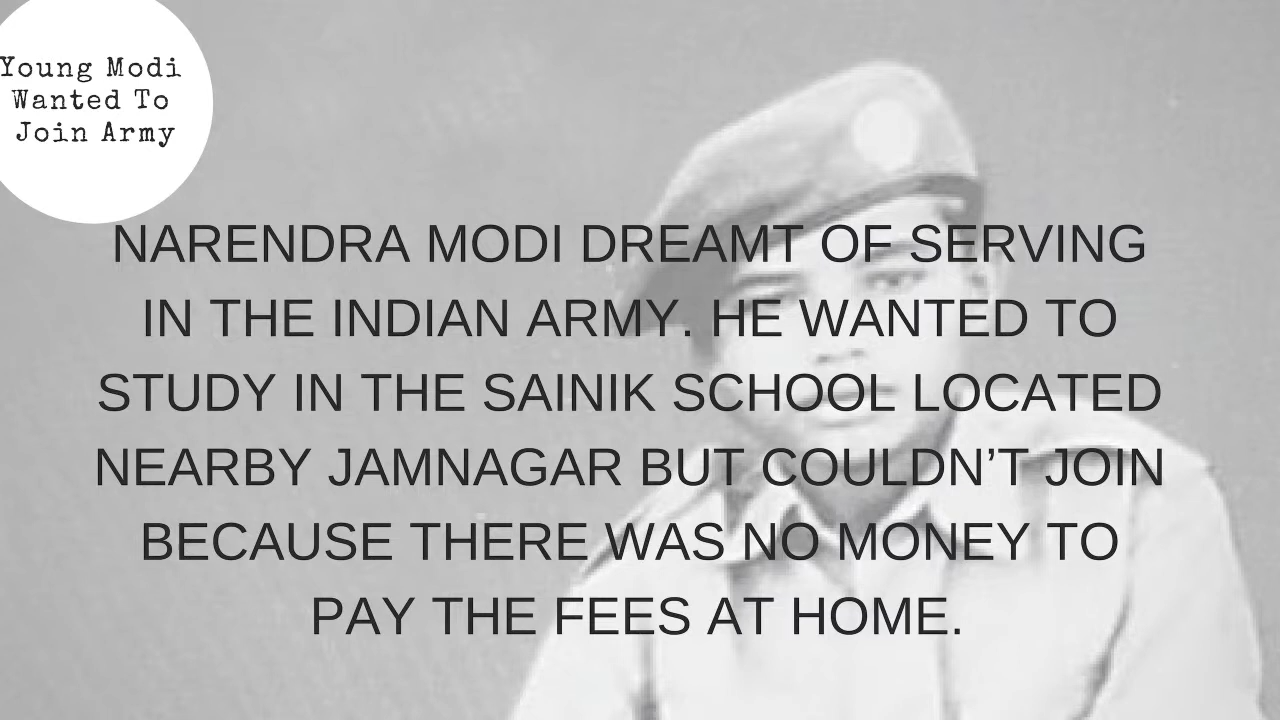 Young Modi
Wanted To
Join Army
NARENDRA MODI DREAMT OF SERVING
IN THE INDIAN ARMY. HE WANTED TO
STUDY IN THE SAINIK SCHOOL LOCATED
NEARBY JAMNAGAR BUT COULDN’T JOIN
BECAUSE THERE WAS NO MONEY TO
PAY THE FEES AT HOME.